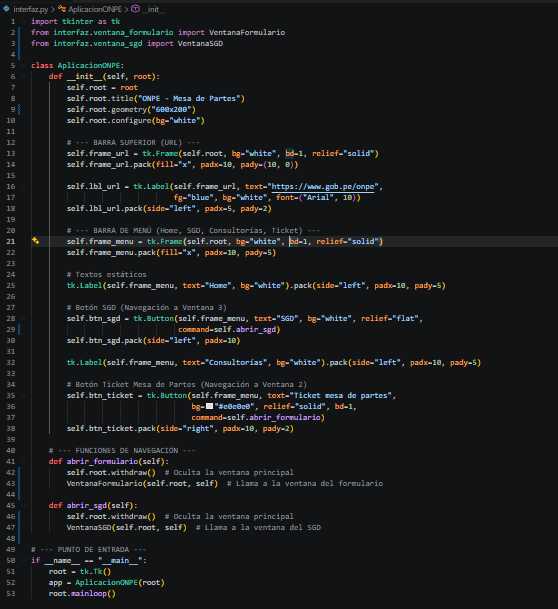 interfaz.py > AplicacionONPE > __init__
1 import tkinter as tk
2 from interfaz.ventana_formulario import VentanaFormulario
3 from interfaz.ventana_sgd import VentanaSGD
4
5 class AplicacionONPE:
6     def __init__(self, root):
7         self.root = root
8         self.root.title("ONPE - Mesa de Partes")
9         self.root.geometry("600x200")
10         self.root.configure(bg="white")
11
12         # --- BARRA SUPERIOR (URL) ---
13         self.frame_url = tk.Frame(self.root, bg="white", bd=1, relief="solid")
14         self.frame_url.pack(fill="x", padx=10, pady=(10, 0))
15
16         self.lbl_url = tk.Label(self.frame_url, text="https://www.gob.pe/onpe",
17                                 fg="blue", bg="white", font=("Arial", 10))
18         self.lbl_url.pack(side="left", padx=5, pady=2)
19
20         # --- BARRA DE MENÚ (Home, SGD, Consultorías, Ticket) ---
21         self.frame_menu = tk.Frame(self.root, bg="white", bd=1, relief="solid")
22         self.frame_menu.pack(fill="x", padx=10, pady=5)
23
24         # Textos estáticos
25         tk.Label(self.frame_menu, text="Home", bg="white").pack(side="left", padx=10, pady=5)
26
27         # Botón SGD (Navegación a Ventana 3)
28         self.btn_sgd = tk.Button(self.frame_menu, text="SGD", bg="white", relief="flat",
29                                  command=self.abrir_sgd)
30         self.btn_sgd.pack(side="left", padx=10)
31
32         tk.Label(self.frame_menu, text="Consultorías", bg="white").pack(side="left", padx=10, pady=5)
33
34         # Botón Ticket Mesa de Partes (Navegación a Ventana 2)
35         self.btn_ticket = tk.Button(self.frame_menu, text="Ticket mesa de partes",
36                                     bg="#e0e0e0", relief="solid", bd=1,
37                                     command=self.abrir_formulario)
38         self.btn_ticket.pack(side="right", padx=10, pady=2)
39
40     # --- FUNCIONES DE NAVEGACIÓN ---
41     def abrir_formulario(self):
42         self.root.withdraw()  # Oculta la ventana principal
43         VentanaFormulario(self.root, self)  # Llama a la ventana del formulario
44
45     def abrir_sgd(self):
46         self.root.withdraw()  # Oculta la ventana principal
47         VentanaSGD(self.root, self)  # Llama a la ventana del SGD
48
49 # --- PUNTO DE ENTRADA ---
50 if __name__ == "__main__":
51     root = tk.Tk()
52     app = AplicacionONPE(root)
53     root.mainloop()